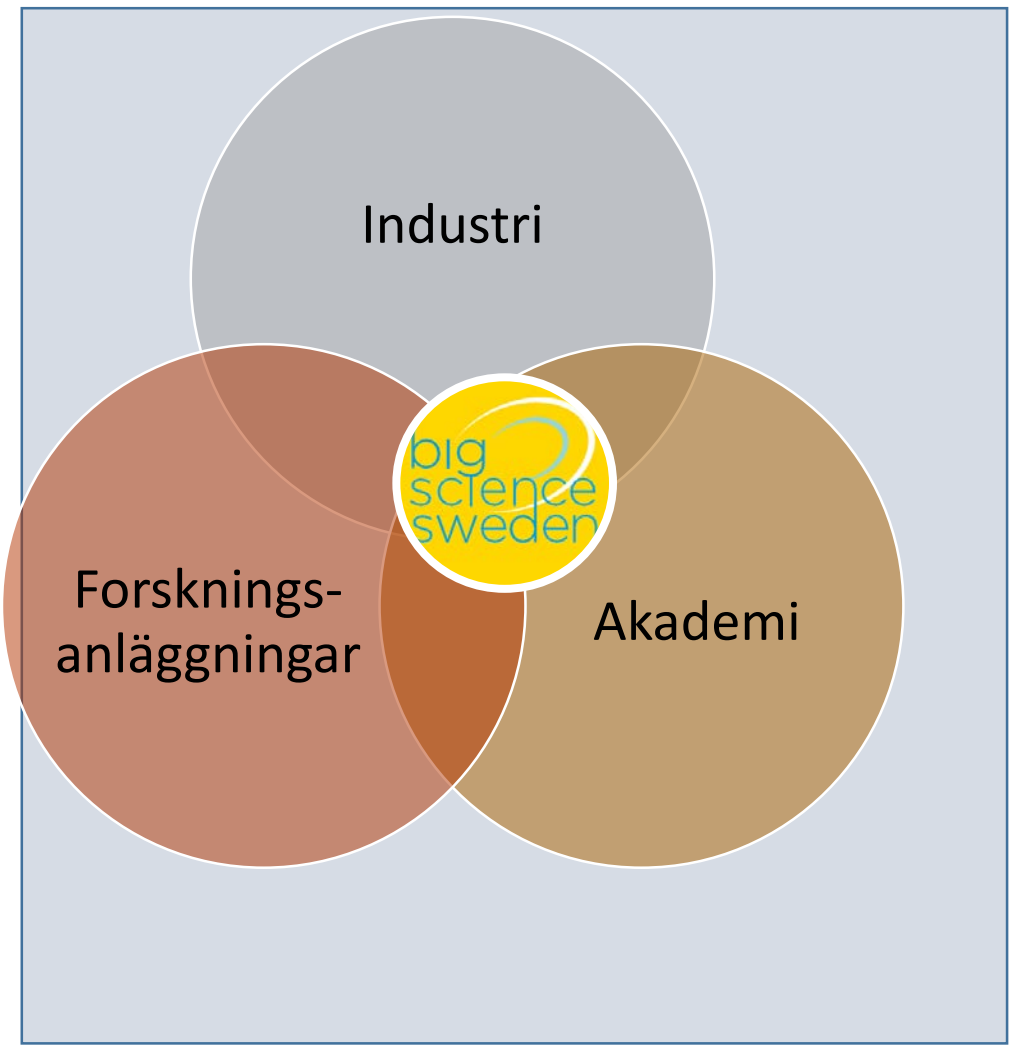 Industri
big
science
sweden
Forsknings-
anläggningar
Akademi